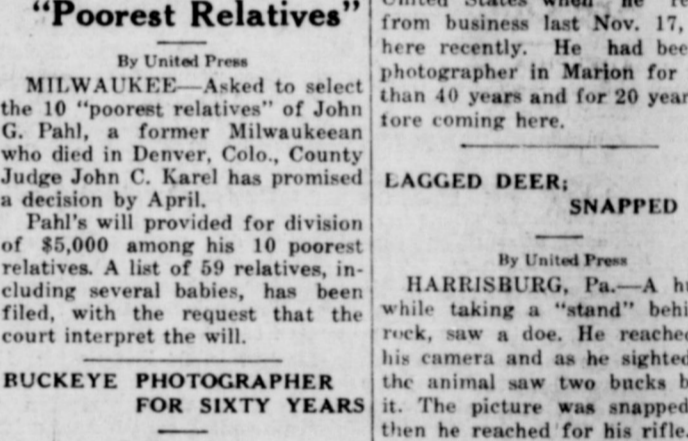 "Poorest Relatives"
By United Press
MILWAUKEE—Asked to select
the 10 "poorest relatives" of John
G. Pahl, a former Milwaukeean
who died in Denver, Colo., County
Judge John C. Karel has promised
a decision by April.
Pahl's will provided for division
of $5,000 among his 10 poorest
relatives. A list of 59 relatives, in-
cluding several babies, has been
filed, with the request that the
court interpret the will.
BUCKEYE PHOTOGRAPHER
FOR SIXTY YEARS
United States when he
from business last Nov. 17,
here recently. He had
photographer in Marion for
than 40 years and for 20
fore coming here.
BAGGED DEER;
SNAPPED
By United Press
HARRISBURG, Pa.—A
while taking a "stand"
rock, saw a doe. He
his camera and as he sighted
the animal saw two bucks
it. The picture was snapped
then he reached for his rifle